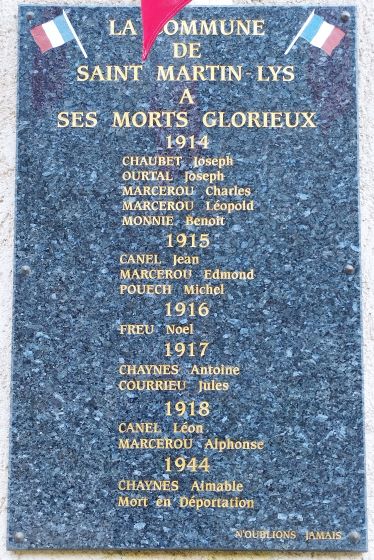 LA COMMUNE
DE
SAINT MARTIN-LYS
A
SES MORTS GLORIEUX
1914
CHAUBET Joseph
OURTAL Joseph
MARCEROU Charles
MARCEROU Léopold
MONNIE Benoit
1915
CANEL Jean
MARCEROU Edmond
POUECH Michel
1916
FREU Noel
1917
CHAYNES Antoine
COURRIEU Jules
1918
CANEL Léon
MARCEROU Alphonse
1944
CHAYNES Aimable
Mort en Déportation
N'OUBLIONS JAMAIS